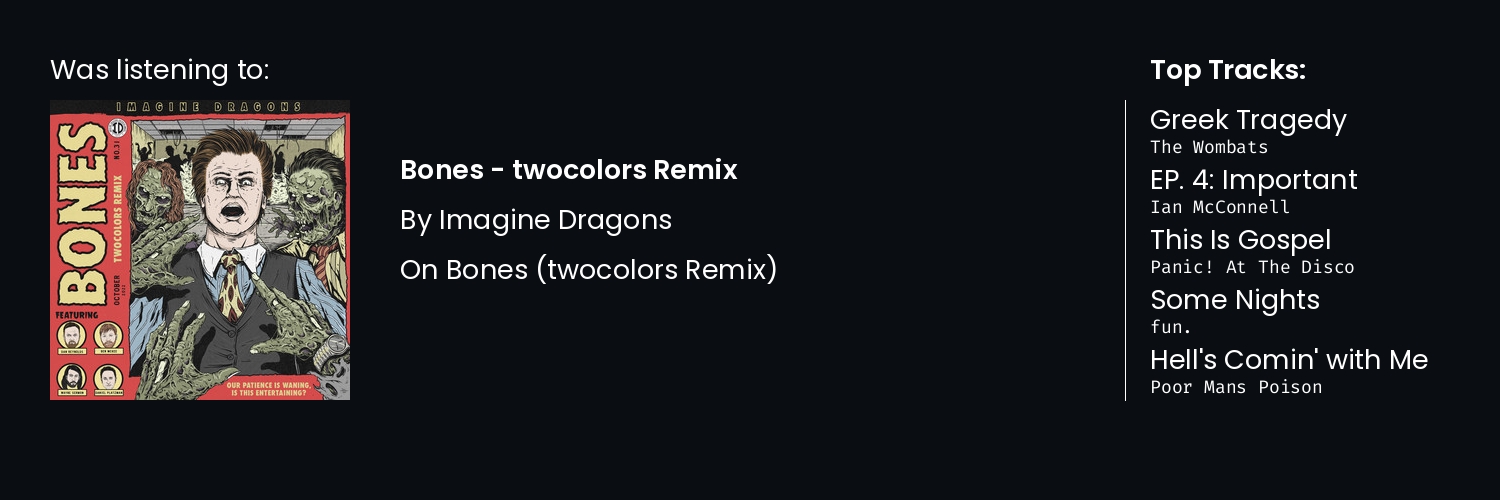 Was listening to:
IMAGINE DRAGONS
BONES
NO.31
TWOCOLORS REMIX
OCTOBER
FEATURING
DAN REYNOLDS
BEN MCKEE
WAYNE SERMON
DANIEL PLATZMAN
OUR PATIENCE IS WANING,
IS THIS ENTERTAINING?
Bones - twocolors Remix
By Imagine Dragons
On Bones (twocolors Remix)
Top Tracks:
Greek Tragedy
The Wombats
EP. 4: Important
Ian McConnell
This Is Gospel
Panic! At The Disco
Some Nights
fun.
Hell's Comin' with Me
Poor Mans Poison